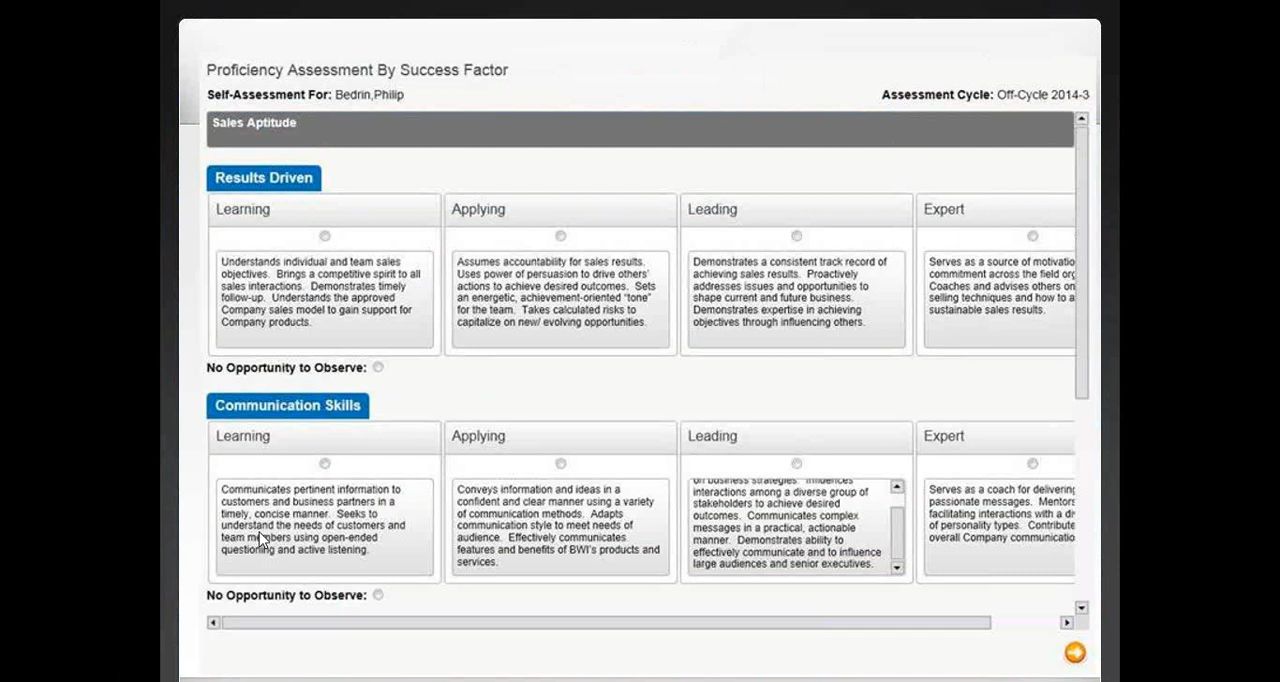 Proficiency Assessment By Success Factor
Self-Assessment For: Bedrin,Philip
Assessment Cycle: Off-Cycle 2014-3
Sales Aptitude
Results Driven
Learning
Understands individual and team sales
objectives. Brings a competitive spirit to all
sales interactions. Demonstrates timely
follow-up. Understands the approved
Company sales model to gain support for
Company products.
Applying
Assumes accountability for sales results.
Uses power of persuasion to drive others'
actions to achieve desired outcomes. Sets
an energetic, achievement-oriented "tone"
for the team. Takes calculated risks to
capitalize on new/ evolving opportunities.
Leading
Demonstrates a consistent track record of
achieving sales results. Proactively
addresses issues and opportunities to
shape current and future business.
Demonstrates expertise in achieving
objectives through influencing others.
Expert
Serves as a source of motivatio
commitment across the field org
Coaches and advises others on
selling techniques and how to a
sustainable sales results.
No Opportunity to Observe:
Communication Skills
Learning
Communicates pertinent information to
customers and business partners in a
timely, concise manner. Seeks to
understand the needs of customers and
team members using open-ended
questioning and active listening.
Applying
Conveys information and ideas in a
confident and clear manner using a variety
of communication methods. Adapts
communication style to meet needs of
audience. Effectively communicates
features and benefits of BWI's products and
services.
Leading
on business strategies. Influences
interactions among a diverse group of
stakeholders to achieve desired
outcomes. Communicates complex
messages in a practical, actionable
manner. Demonstrates ability to
effectively communicate and to influence
large audiences and senior executives.
Expert
Serves as a coach for delivering
passionate messages. Mentors
facilitating interactions with a di
of personality types. Contribute
overall Company communicatio
No Opportunity to Observe: